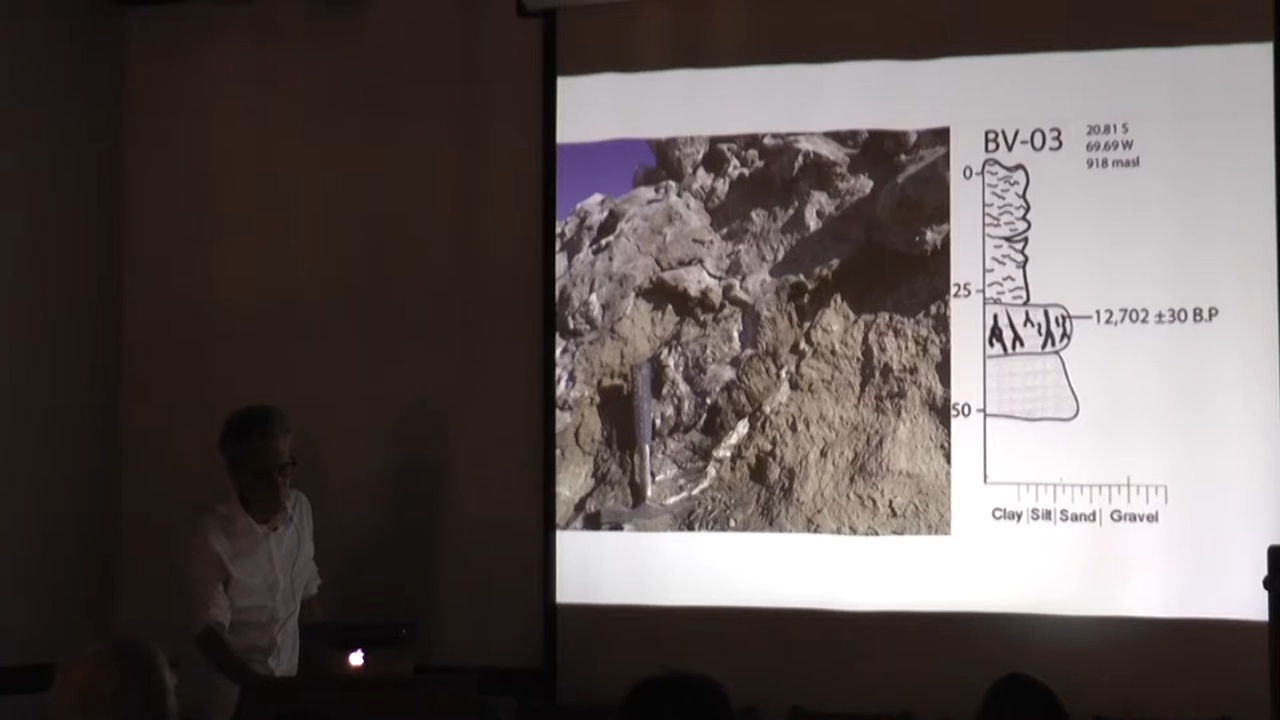 BV-03
20.81 S
69.69 W
918 masl
0
25
12,702 ±30 B.P
50
Clay Silt Sand Gravel